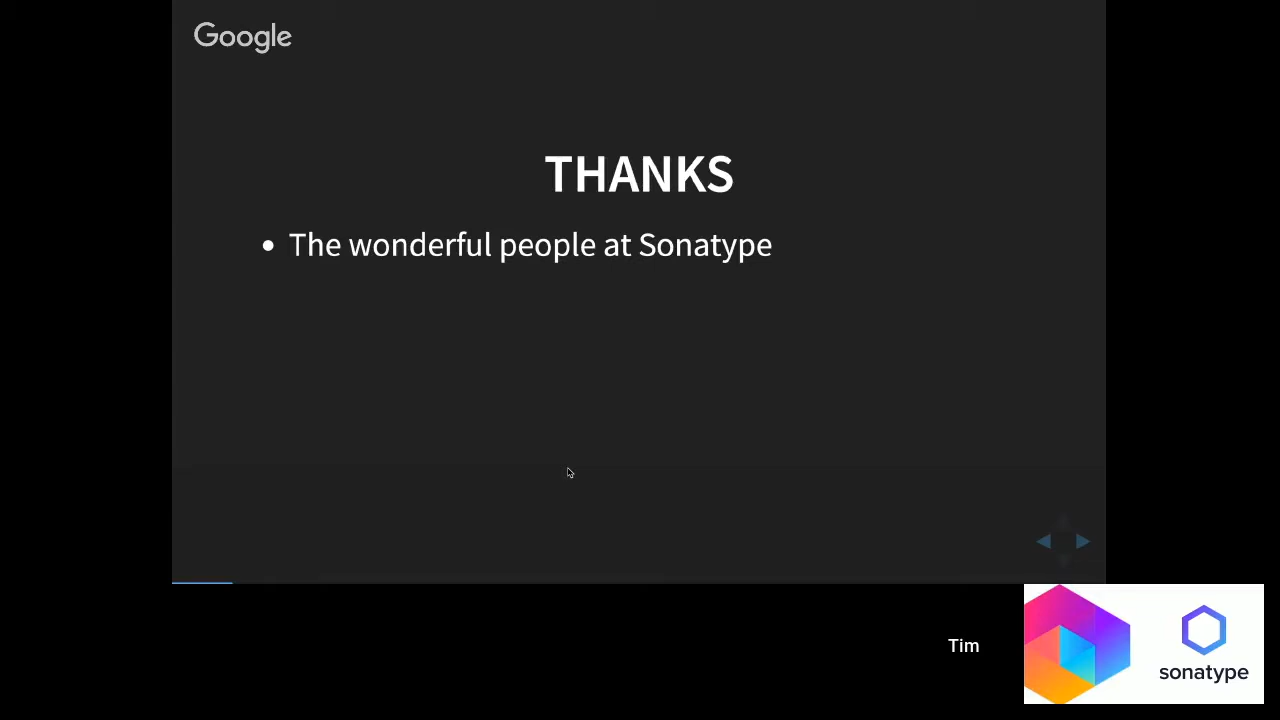 Google
THANKS
• The wonderful people at Sonatype
Tim
sonatype